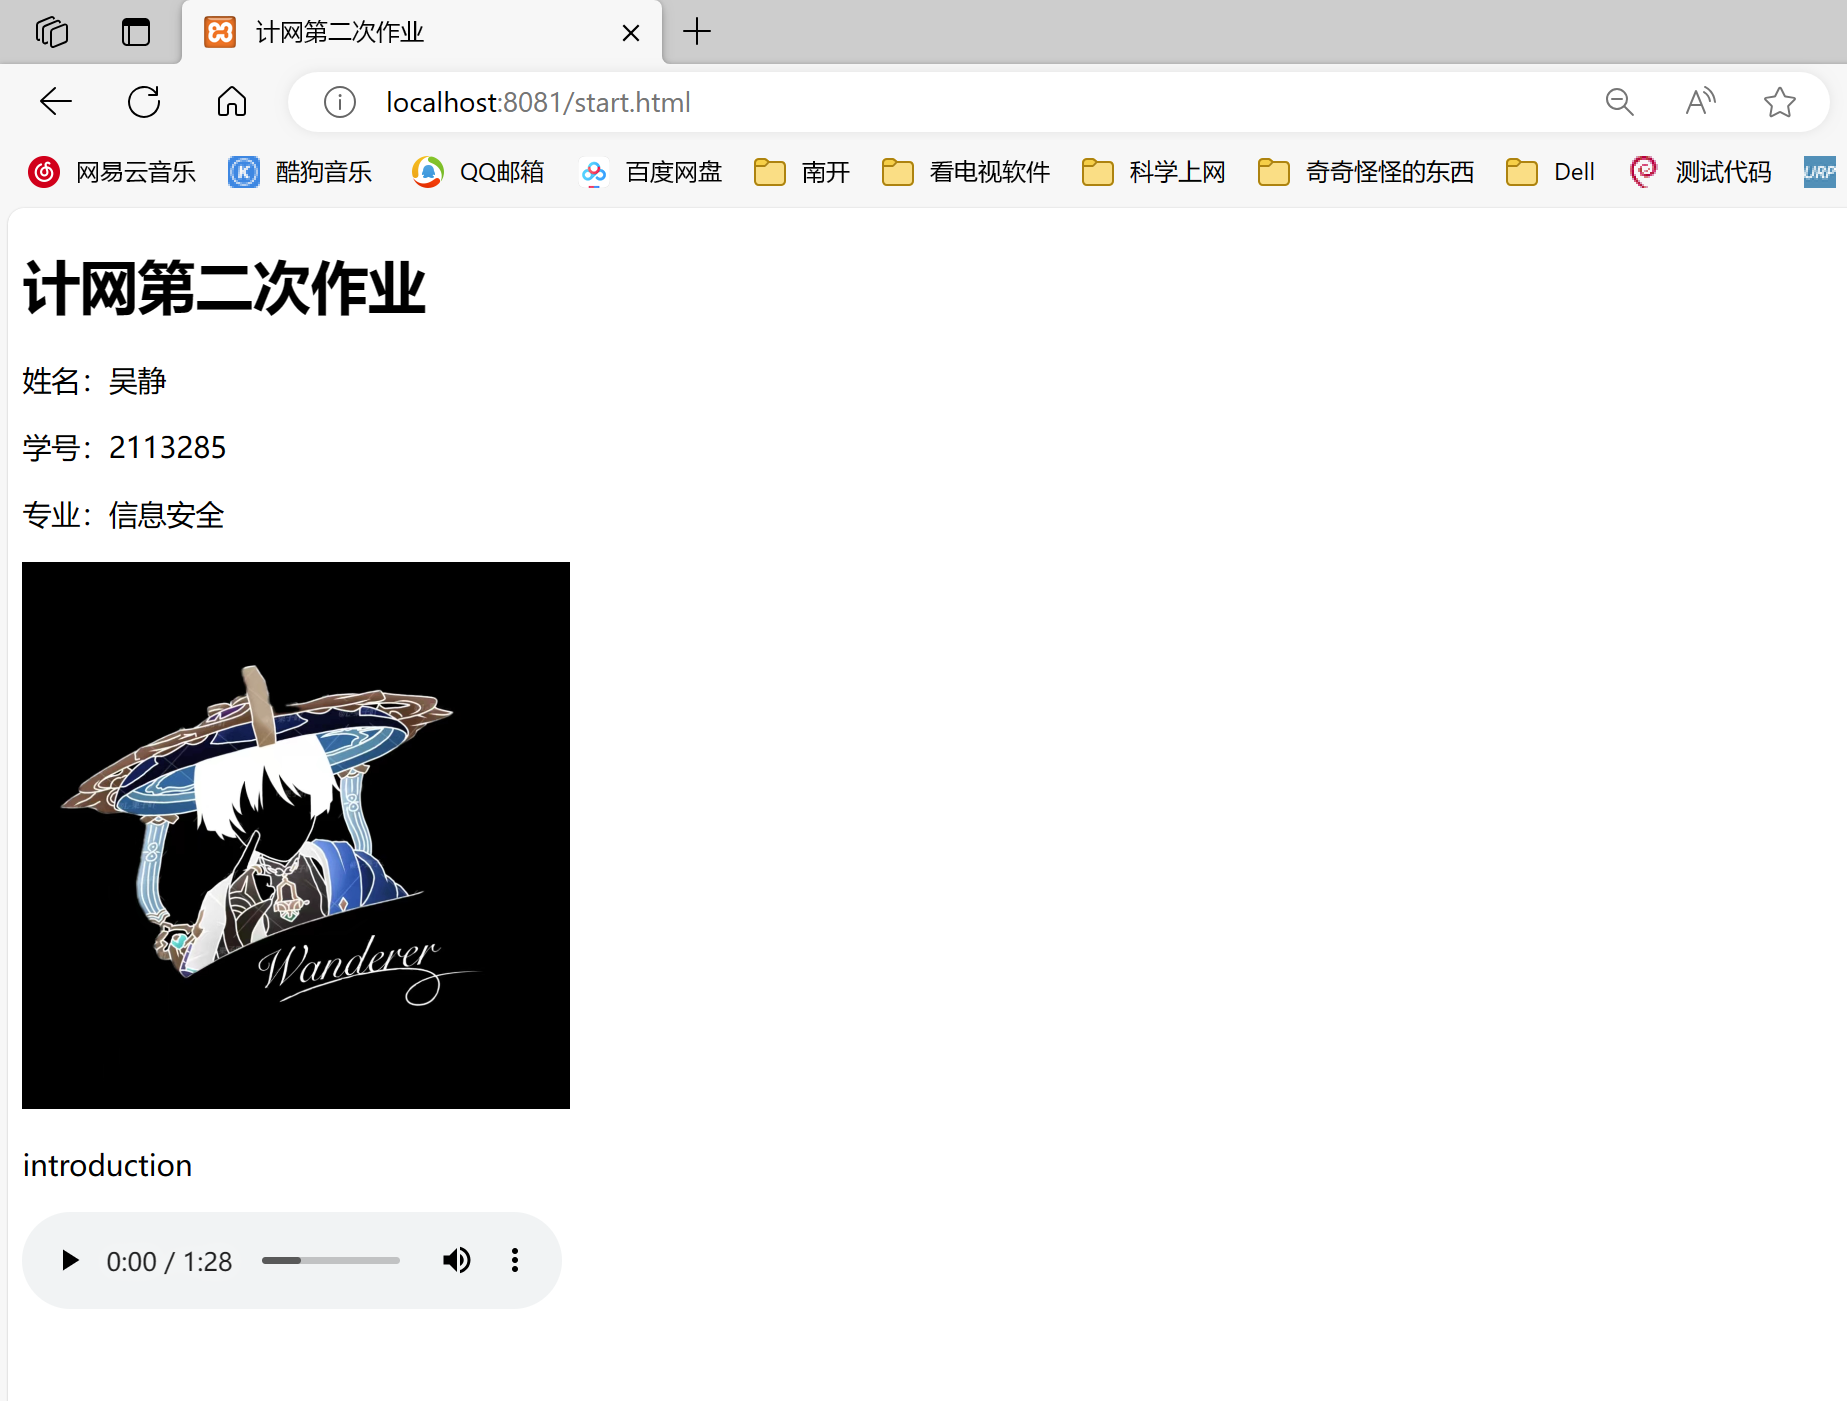 计网第二次作业
localhost:8081/start.html
网易云音乐 酷狗音乐 QQ邮箱 百度网盘 南开 看电视软件 科学上网 奇奇怪怪的东西 Dell 测试代码 URP
计网第二次作业
姓名：吴静
学号：2113285
专业：信息安全
Wanderer
introduction
0:00 / 1:28